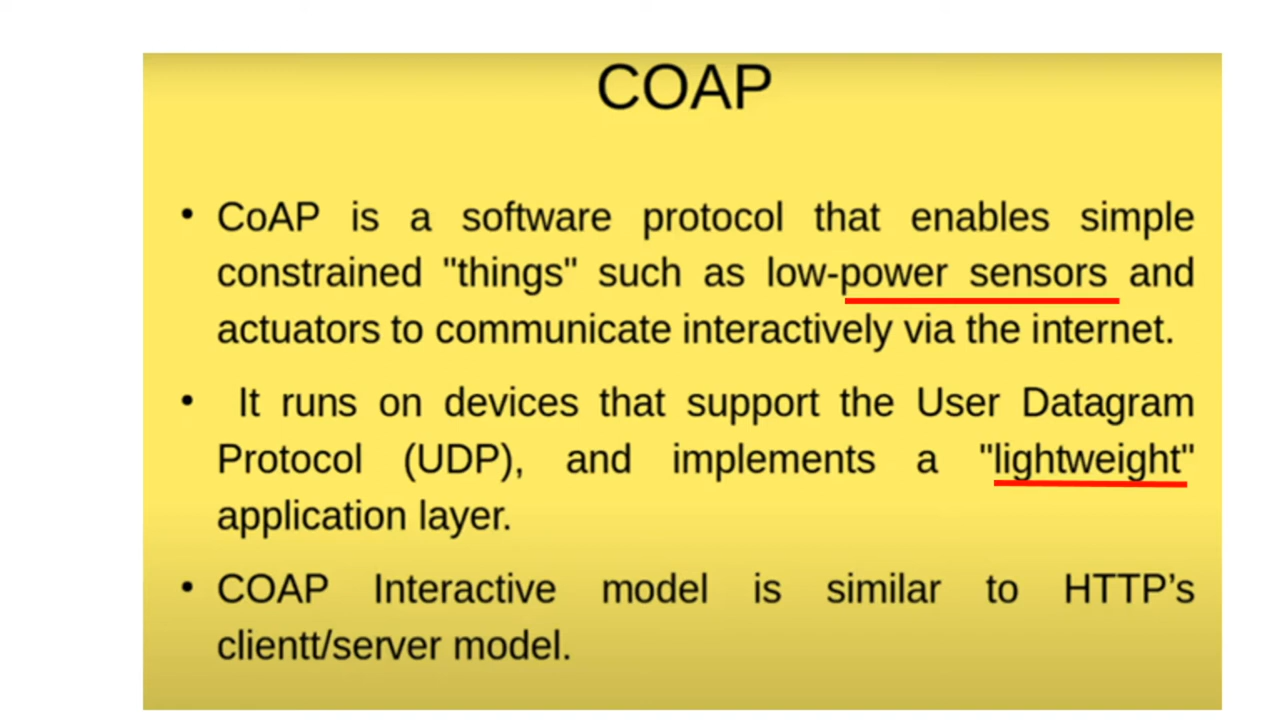 COAP
• CoAP is a software protocol that enables simple
constrained "things" such as low-power sensors and
actuators to communicate interactively via the internet.
• It runs on devices that support the User Datagram
Protocol (UDP), and implements a "lightweight"
application layer.
• COAP Interactive model is similar to HTTP’s
clientt/server model.